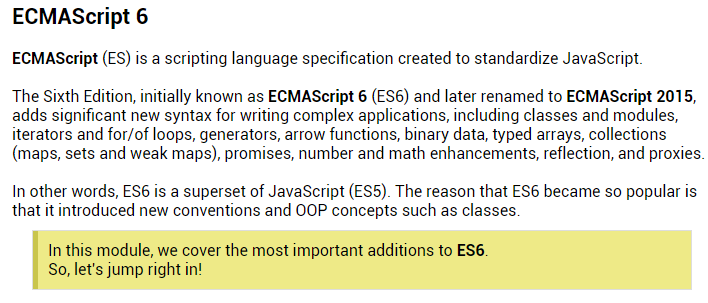 ECMAScript 6
ECMAScript (ES) is a scripting language specification created to standardize JavaScript.
The Sixth Edition, initially known as ECMAScript 6 (ES6) and later renamed to ECMAScript 2015,
adds significant new syntax for writing complex applications, including classes and modules,
iterators and for/of loops, generators, arrow functions, binary data, typed arrays, collections
(maps, sets and weak maps), promises, number and math enhancements, reflection, and proxies.
In other words, ES6 is a superset of JavaScript (ES5). The reason that ES6 became so popular is
that it introduced new conventions and OOP concepts such as classes.
In this module, we cover the most important additions to ES6.
So, let's jump right in!